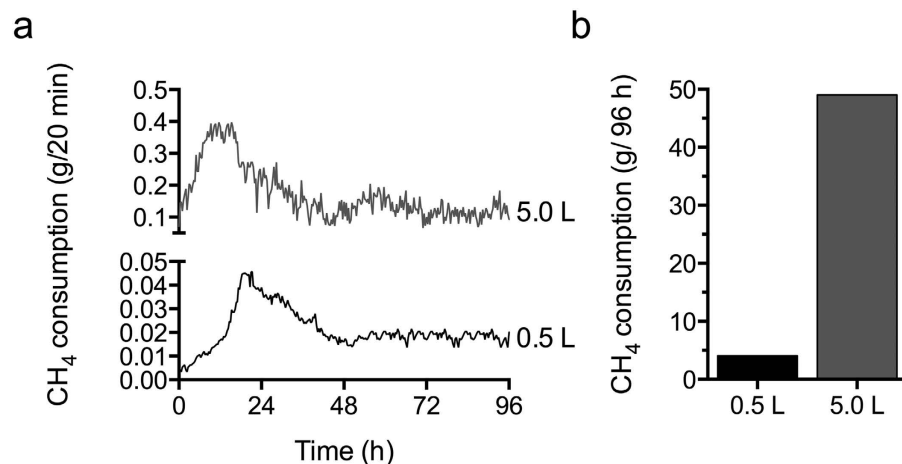 a
CH4 consumption (g/20 min)
0.5
0.4
0.3
0.2
0.1
5.0 L
0.05
0.04
0.03
0.02
0.01
0.00
0.5 L
0 24 48 72 96
Time (h)
b
CH4 consumption (g/ 96 h)
50
40
30
20
10
0
0.5 L 5.0 L